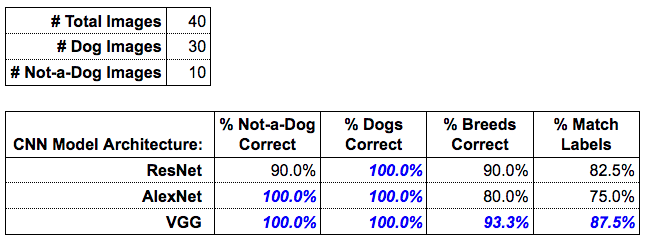 # Total Images 40
# Dog Images 30
# Not-a-Dog Images 10
% Not-a-Dog % Dogs % Breeds % Match
CNN Model Architecture: Correct Correct Correct Labels
ResNet 90.0% 100.0% 90.0% 82.5%
AlexNet 100.0% 100.0% 80.0% 75.0%
VGG 100.0% 100.0% 93.3% 87.5%